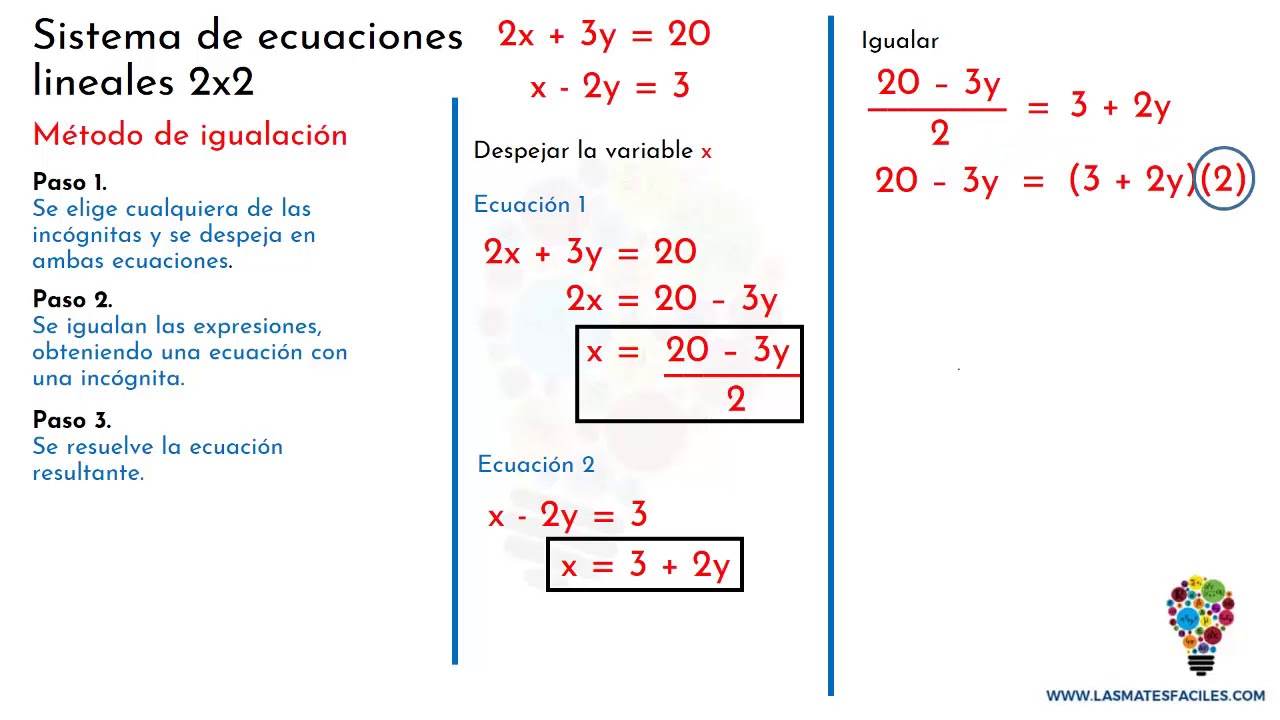 Sistema de ecuaciones
lineales 2x2
Método de igualación
Paso 1.
Se elige cualquiera de las
incógnitas y se despeja en
ambas ecuaciones.
Paso 2.
Se igualan las expresiones,
obteniendo una ecuación con
una incógnita.
Paso 3.
Se resuelve la ecuación
resultante.
2x + 3y = 20
x - 2y = 3
Despejar la variable x
Ecuación 1
2x + 3y = 20
2x = 20 – 3y
x = 20 – 3y
2
Ecuación 2
x - 2y = 3
x = 3 + 2y
Igualar
20 – 3y
= 3 + 2y
2
20 – 3y = (3 + 2y)(2)
WWW.LASMATESFACILES.COM